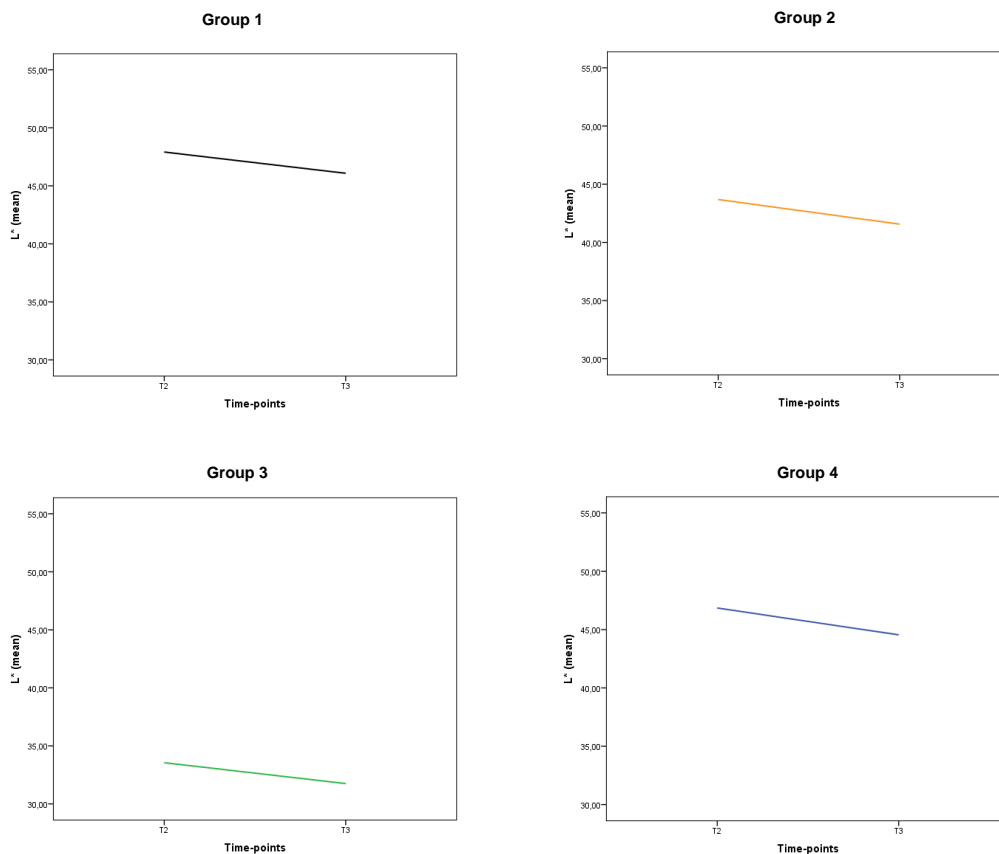 Group 1
55,00
50,00
45,00
40,00
35,00
30,00
L* (mean)
T2 T3
Time-points
Group 2
55,00
50,00
45,00
40,00
35,00
30,00
L* (mean)
T2 T3
Time-points
Group 3
55,00
50,00
45,00
40,00
35,00
30,00
L* (mean)
T2 T3
Time-points
Group 4
55,00
50,00
45,00
40,00
35,00
30,00
L* (mean)
T2 T3
Time-points